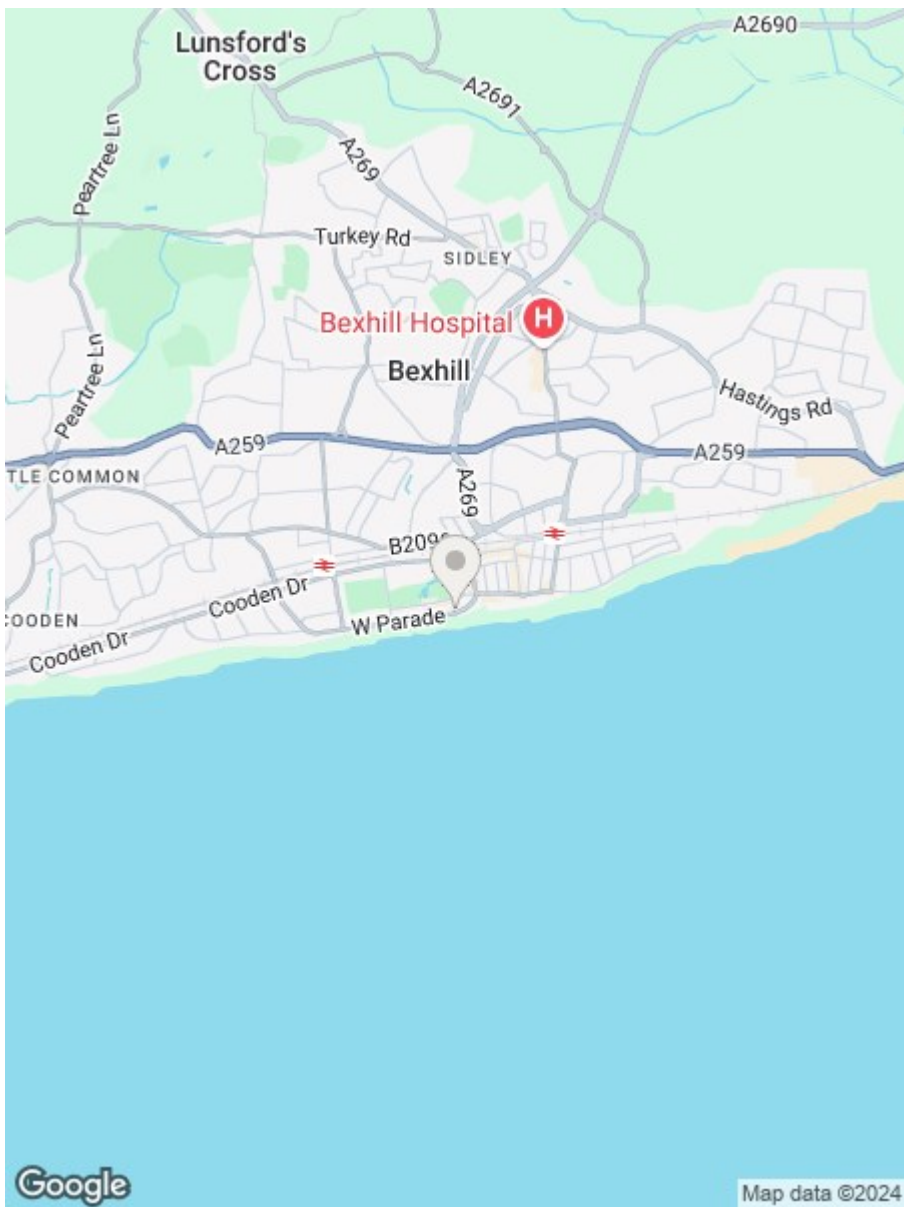 A2690
Lunsford's
Cross
A2691
Peartree Ln
A269
Turkey Rd
SIDLEY
Bexhill Hospital H
Bexhill
Peartree Ln
Hastings Rd
A259
A259
TLE COMMON
A269
B209
Cooden Dr
W Parade
COODEN
Cooden Dr
Google
Map data ©2024